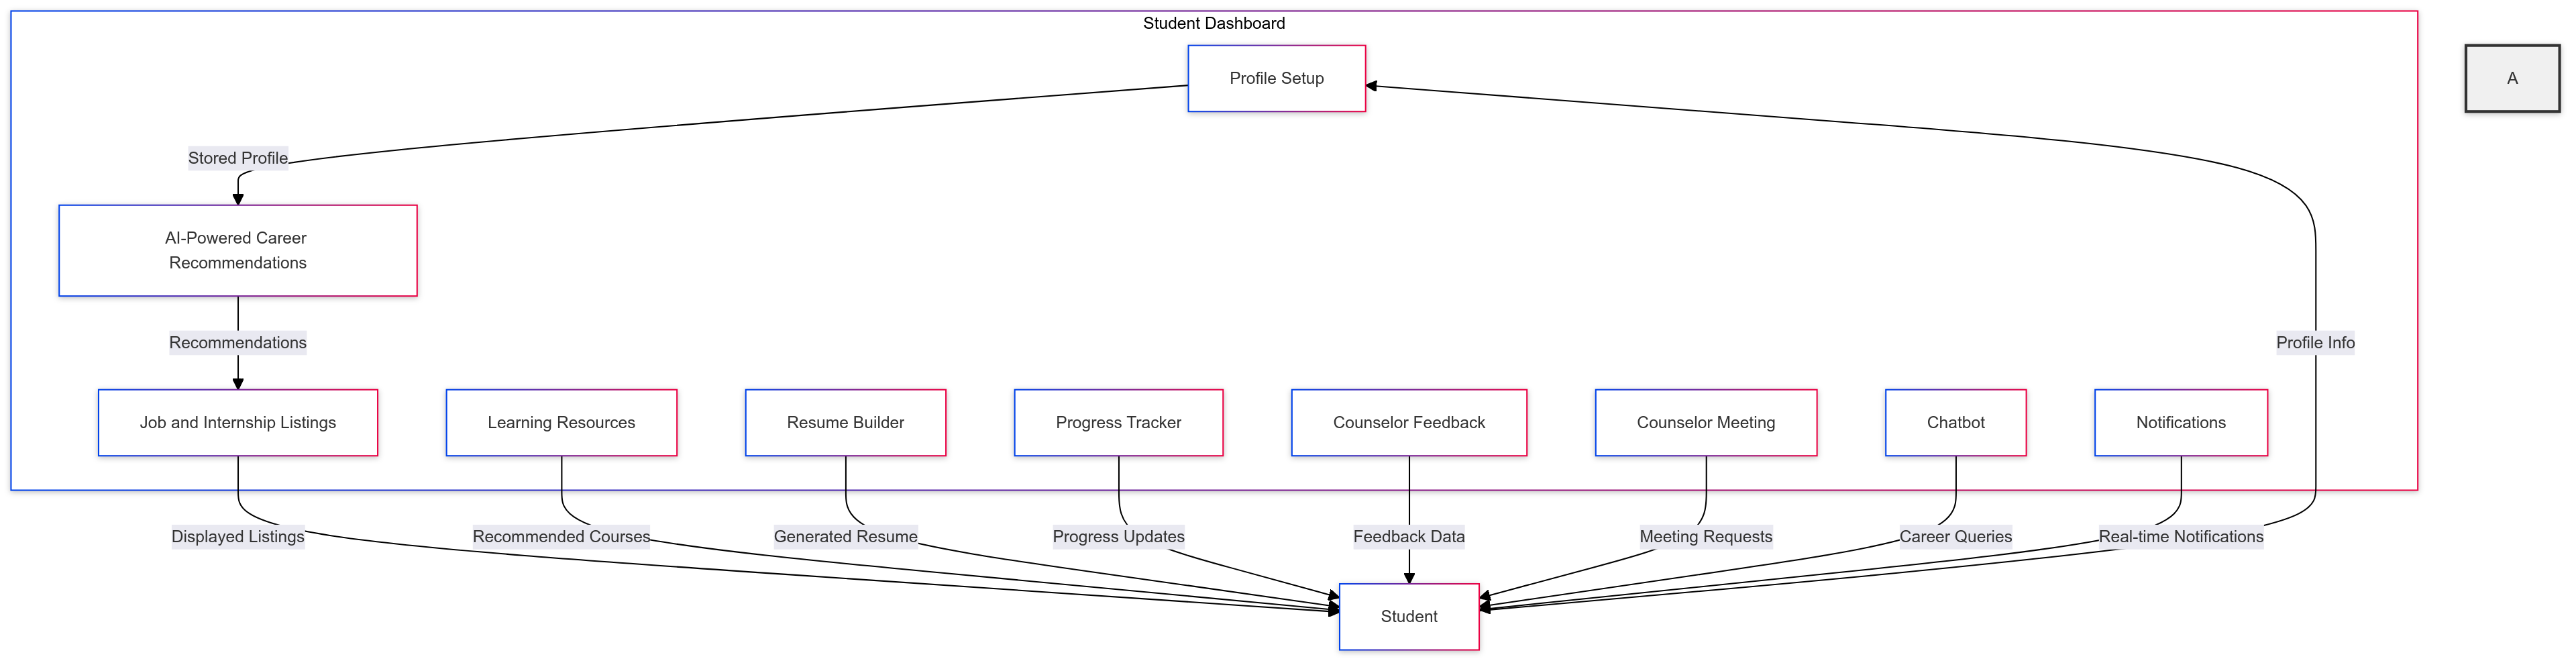 Student Dashboard
Profile Setup
A
Stored Profile
AI-Powered Career
Recommendations
Recommendations
Profile Info
Job and Internship Listings
Learning Resources
Resume Builder
Progress Tracker
Counselor Feedback
Counselor Meeting
Chatbot
Notifications
Displayed Listings
Recommended Courses
Generated Resume
Progress Updates
Feedback Data
Meeting Requests
Career Queries
Real-time Notifications
Student